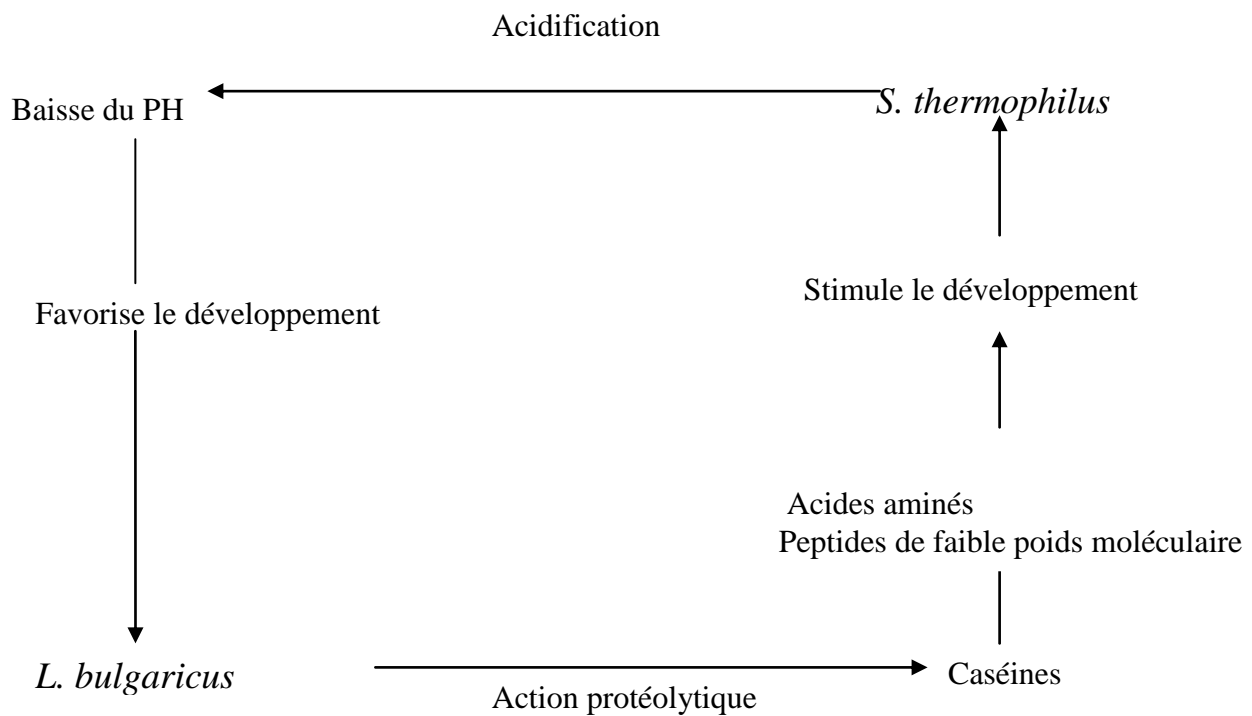 Acidification
Baisse du PH
S. thermophilus
Favorise le développement
Stimule le développement
Acides aminés
Peptides de faible poids moléculaire
L. bulgaricus
Action protéolytique
Caséines